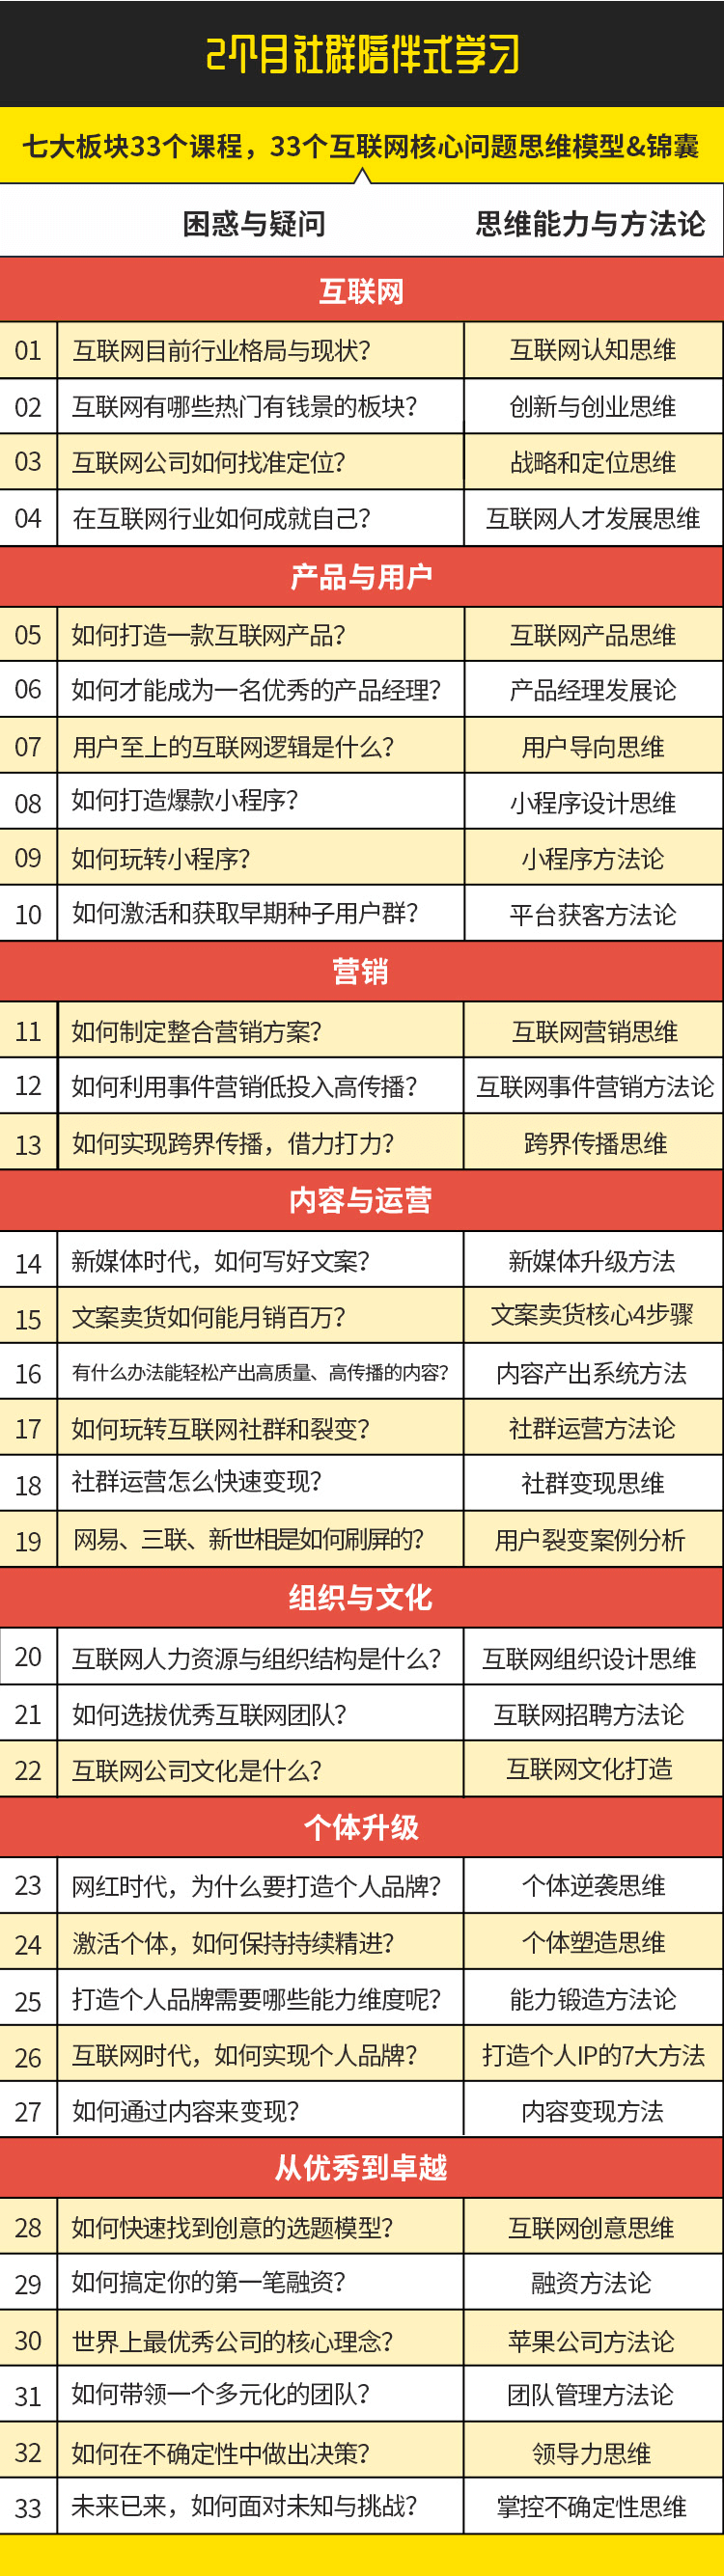 2个月社群陪伴式学习
七大板块33个课程，33个互联网核心问题思维模型&锦囊
困惑与疑问 思维能力与方法论
互联网
01 互联网目前行业格局与现状? 互联网认知思维
02 互联网有哪些热门有钱景的板块? 创新与创业思维
03 互联网公司如何找准定位? 战略和定位思维
04 在互联网行业如何成就自己? 互联网人才发展思维
产品与用户
05 如何打造一款互联网产品? 互联网产品思维
06 如何才能成为一名优秀的产品经理? 产品经理发展论
07 用户至上的互联网逻辑是什么? 用户导向思维
08 如何打造爆款小程序? 小程序设计思维
09 如何玩转小程序? 小程序方法论
10 如何激活和获取早期种子用户群? 平台获客方法论
营销
11 如何制定整合营销方案? 互联网营销思维
12 如何利用事件营销低投入高传播? 互联网事件营销方法论
13 如何实现跨界传播，借力打力? 跨界传播思维
内容与运营
14 新媒体时代，如何写好文案? 新媒体升级方法
15 文案卖货如何能月销百万? 文案卖货核心4步骤
16 有什么办法能轻松产出高质量、高传播的内容? 内容产出系统方法
17 如何玩转互联网社群和裂变? 社群运营方法论
18 社群运营怎么快速变现? 社群变现思维
19 网易、三联、新世相是如何刷屏的? 用户裂变案例分析
组织与文化
20 互联网人力资源与组织结构是什么? 互联网组织设计思维
21 如何选拔优秀互联网团队? 互联网招聘方法论
22 互联网公司文化是什么? 互联网文化打造
个体升级
23 网红时代，为什么要打造个人品牌? 个体逆袭思维
24 激活个体，如何保持持续精进? 个体塑造思维
25 打造个人品牌需要哪些能力维度呢? 能力锻造方法论
26 互联网时代，如何实现个人品牌? 打造个人IP的7大方法
27 如何通过内容来变现? 内容变现方法
从优秀到卓越
28 如何快速找到创意的选题模型? 互联网创意思维
29 如何搞定你的第一笔融资? 融资方法论
30 世界上最优秀公司的核心理念? 苹果公司方法论
31 如何带领一个多元化的团队? 团队管理方法论
32 如何在不确定性中做出决策? 领导力思维
33 未来已来，如何面对未知与挑战? 掌控不确定性思维